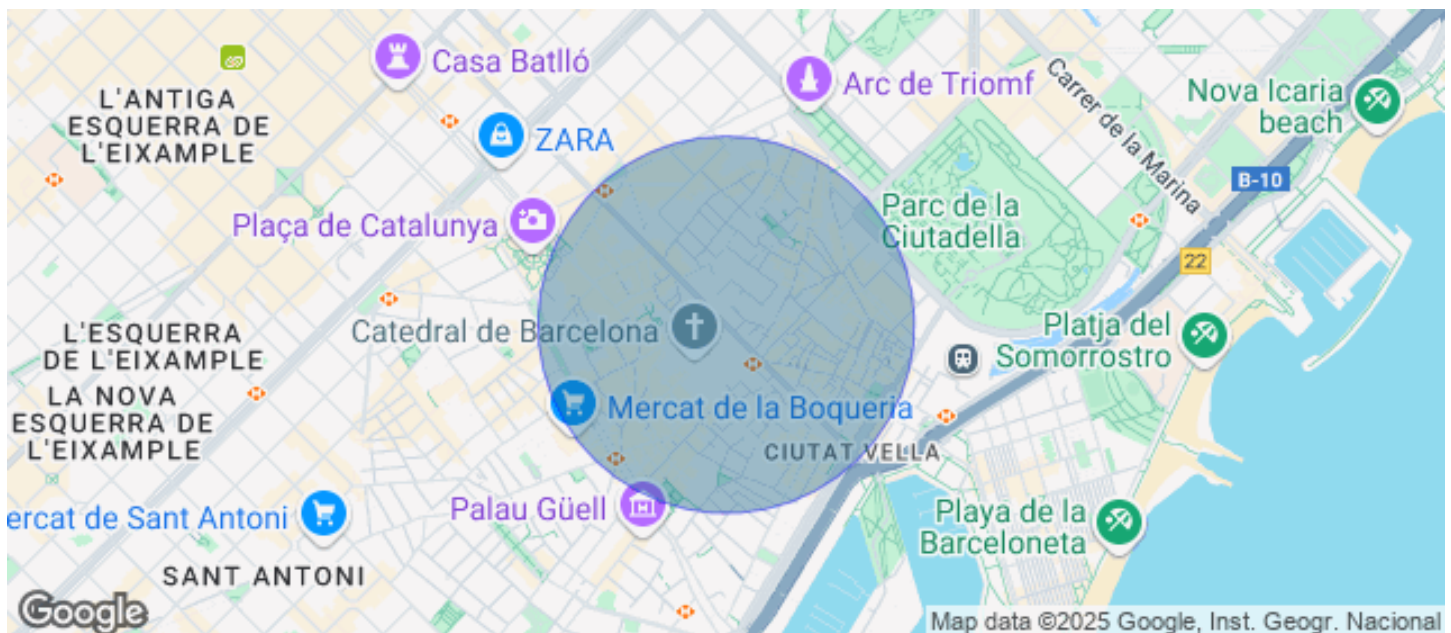 Casa Batlló
Arc de Triomf
Carrer de la Marina
Nova Icaria
beach
L'ANTIGA
ESQUERRA DE
L'EIXAMPLE
ZARA
B-10
Plaça de Catalunya
Parc de la
Ciutadella
22
L'ESQUERRA
DE L'EIXAMPLE
Catedral de Barcelona
Platja del
Somorrostro
LA NOVA
ESQUERRA DE
L'EIXAMPLE
Mercat de la Boqueria
CIUTAT VELLA
ercat de Sant Antoni
Palau Güell
Playa de la
Barceloneta
SANT ANTONI
Google
Map data ©2025 Google, Inst. Geogr. Nacional